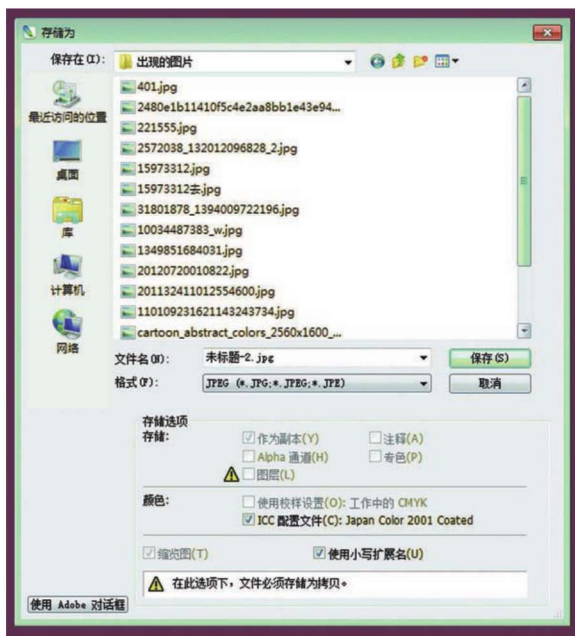 存储为
保存在(I): 出现的图片
最近访问的位置
桌面
库
计算机
网络
401.jpg
2480e1b11410f5c4e2aa8bb1e43e94...
221555.jpg
2572038_132012096828_2.jpg
15973312.jpg
15973312去.jpg
31801878_1394009722196.jpg
10034487383_w.jpg
1349851684031.jpg
20120720010822.jpg
201132411012554600.jpg
110109231621143243734.jpg
cartoon_abstract_colors_2560x1600_...
文件名(N): 未标题-2.jpg 保存(S)
格式(F): JPEG (*.JPG;*.JPEG;*.JPE) 取消
存储选项
存储: 作为副本(Y) 注释(A)
Alpha 通道(H) 专色(P)
图层(L)
颜色: 使用校样设置(O): 工作中的 CMYK
ICC 配置文件(C): Japan Color 2001 Coated
缩览图(T) 使用小写扩展名(U)
在此选项下，文件必须存储为拷贝。
使用 Adobe 对话框